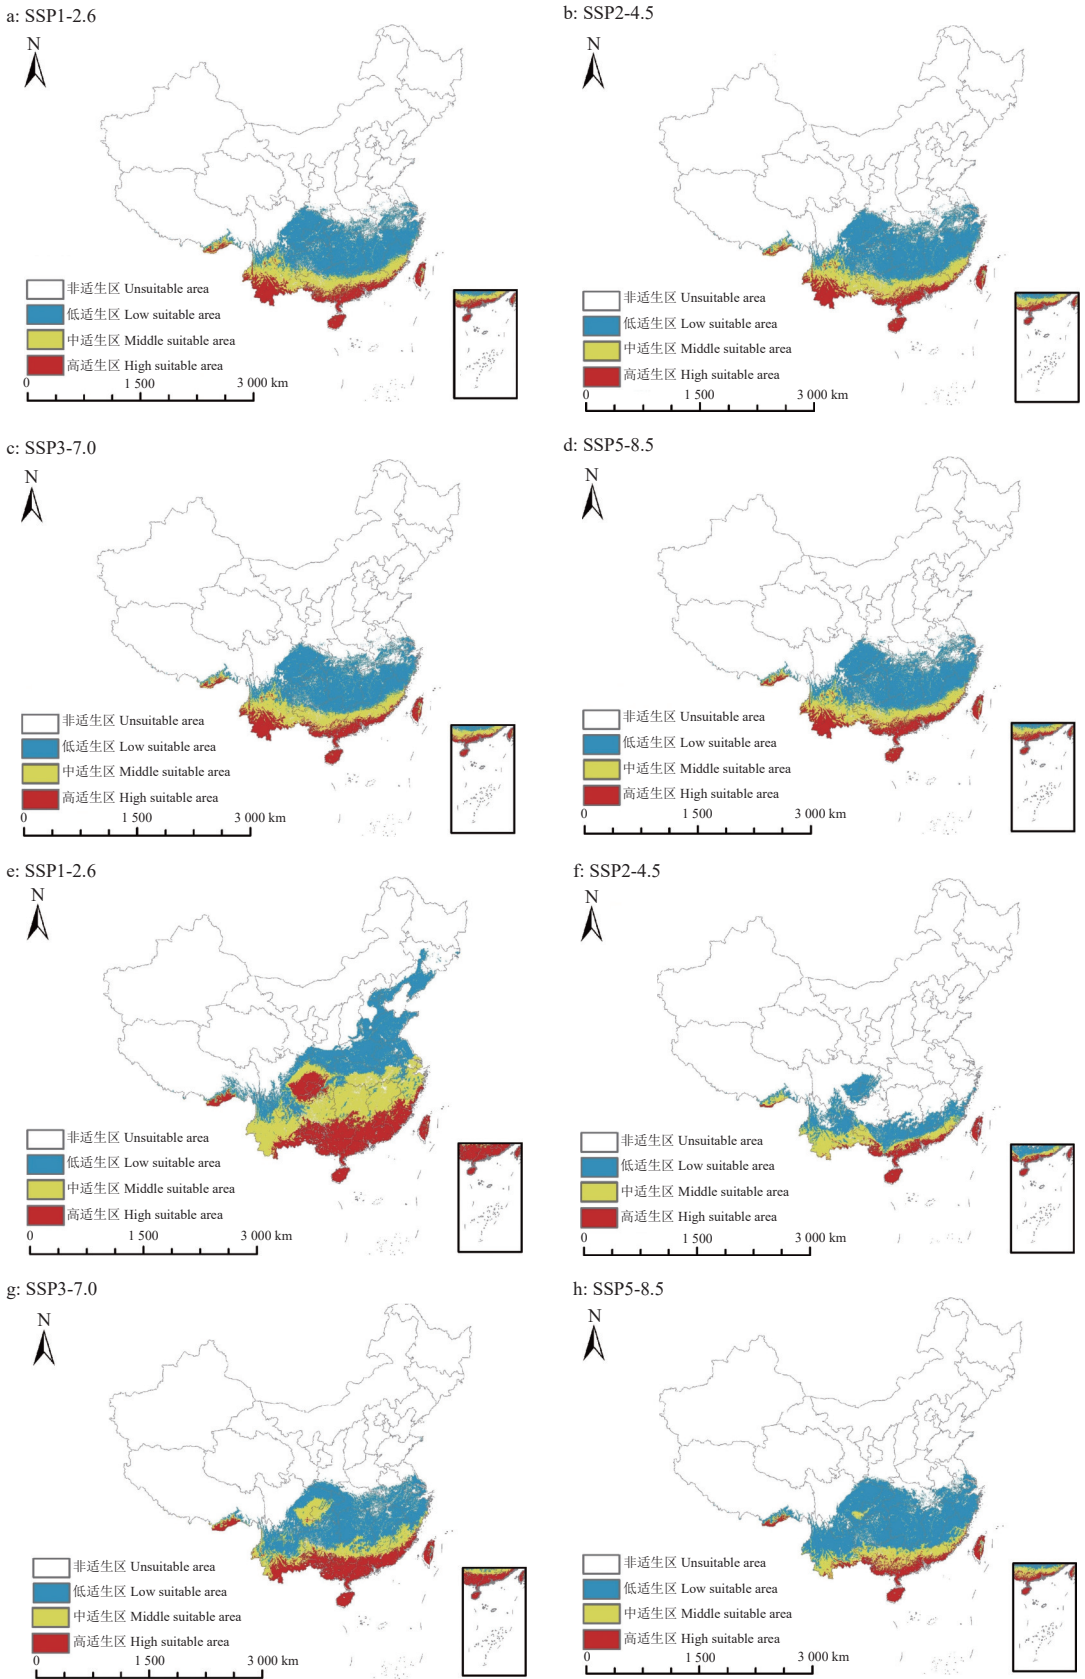 a: SSP1-2.6
N
非适生区 Unsuitable area
低适生区 Low suitable area
中适生区 Middle suitable area
高适生区 High suitable area
0 1 500 3 000 km
b: SSP2-4.5
N
非适生区 Unsuitable area
低适生区 Low suitable area
中适生区 Middle suitable area
高适生区 High suitable area
0 1 500 3 000 km
c: SSP3-7.0
N
非适生区 Unsuitable area
低适生区 Low suitable area
中适生区 Middle suitable area
高适生区 High suitable area
0 1 500 3 000 km
d: SSP5-8.5
N
非适生区 Unsuitable area
低适生区 Low suitable area
中适生区 Middle suitable area
高适生区 High suitable area
0 1 500 3 000 km
e: SSP1-2.6
N
非适生区 Unsuitable area
低适生区 Low suitable area
中适生区 Middle suitable area
高适生区 High suitable area
0 1 500 3 000 km
f: SSP2-4.5
N
非适生区 Unsuitable area
低适生区 Low suitable area
中适生区 Middle suitable area
高适生区 High suitable area
0 1 500 3 000 km
g: SSP3-7.0
N
非适生区 Unsuitable area
低适生区 Low suitable area
中适生区 Middle suitable area
高适生区 High suitable area
0 1 500 3 000 km
h: SSP5-8.5
N
非适生区 Unsuitable area
低适生区 Low suitable area
中适生区 Middle suitable area
高适生区 High suitable area
0 1 500 3 000 km